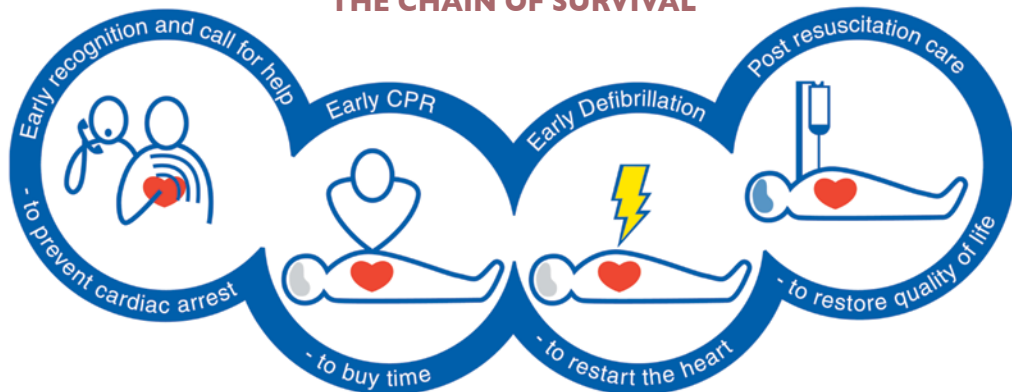 THE CHAIN OF SURVIVAL
Early recognition and call for help
- to prevent cardiac arrest
Early CPR
- to buy time
Early Defibrillation
- to restart the heart
Post resuscitation care
- to restore quality of life